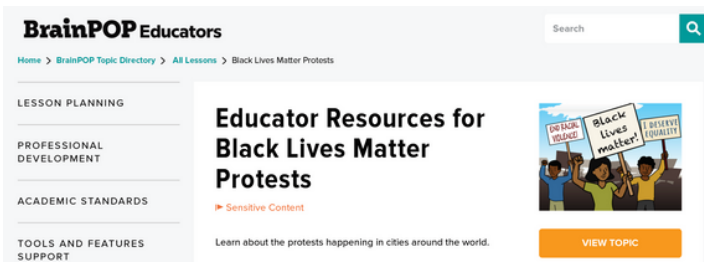 BrainPOP Educators
Search
Home > BrainPOP Topic Directory > All Lessons > Black Lives Matter Protests
LESSON PLANNING
PROFESSIONAL
DEVELOPMENT
ACADEMIC STANDARDS
TOOLS AND FEATURES
SUPPORT
Educator Resources for
Black Lives Matter
Protests
Sensitive Content
Learn about the protests happening in cities around the world.
END RACIAL
VIOLENCE!
Black
lives
matter!
I DESERVE
EQUALITY
VIEW TOPIC